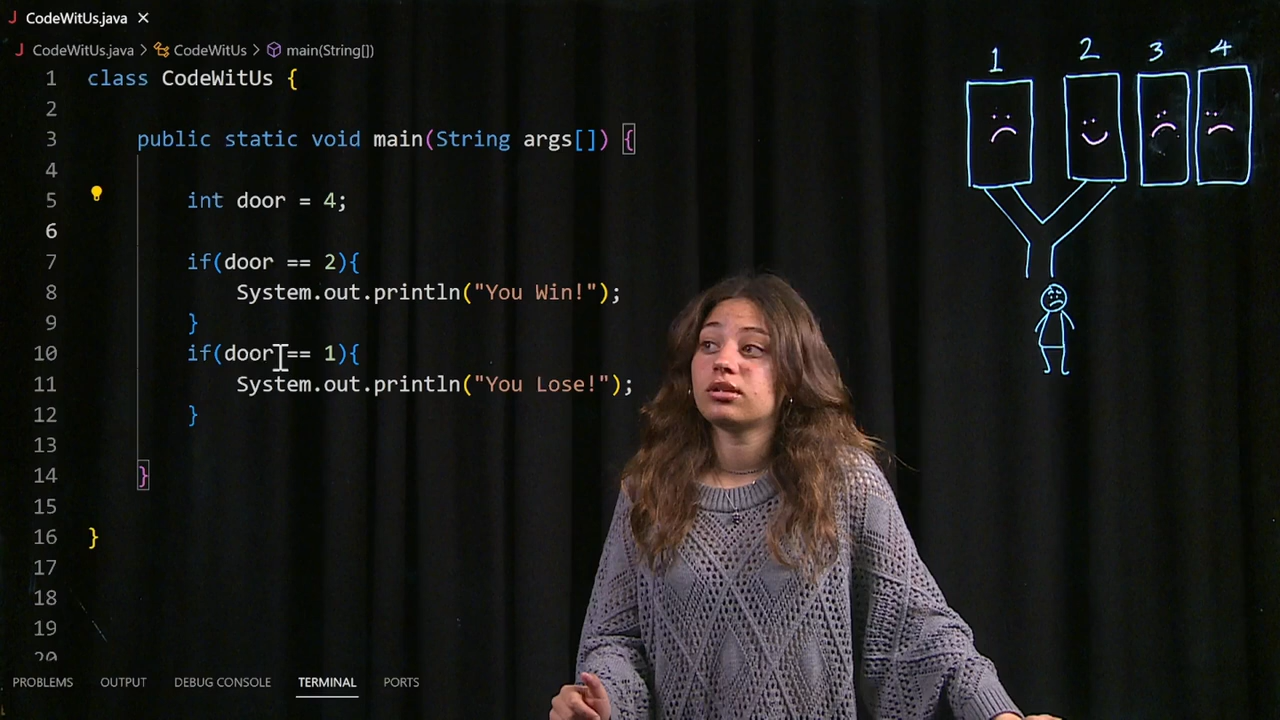 CodeWitUs.java
CodeWitUs.java > CodeWitUs > main(String[])
1 class CodeWitUs {
2
3 public static void main(String args[]) {
4
5 int door = 4;
6
7 if(door == 2){
8 System.out.println("You Win!");
9 }
10 if(door == 1){
11 System.out.println("You Lose!");
12 }
13
14 }
15
16 }
17
18
19
20
PROBLEMS OUTPUT DEBUG CONSOLE TERMINAL PORTS
1 2 3 4